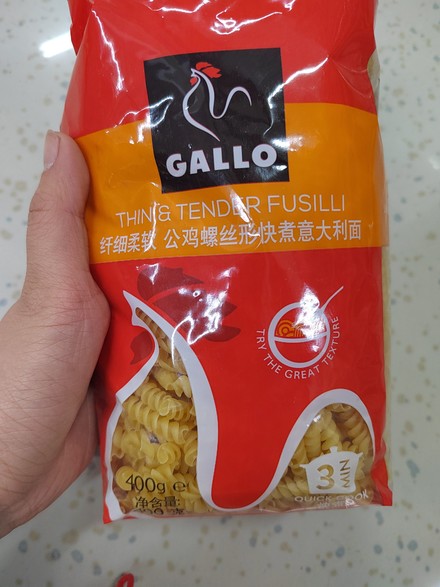 GALLO
THIN & TENDER FUSILLI
纤细柔软 公鸡螺丝形快煮意大利面
TRY THE GREAT TEXTURE
400g ℮
净含量:
3 MIN
QUICK COOK